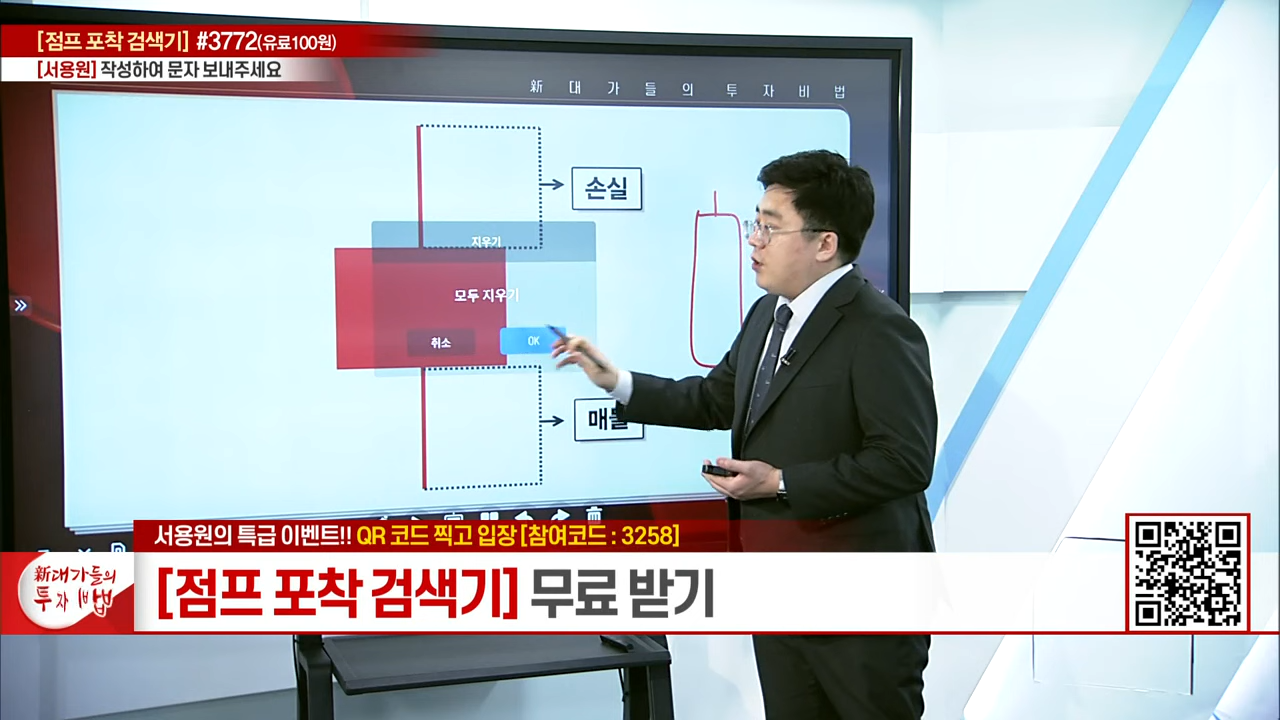 [점프 포착 검색기] #3772(유료100원)
[서용원] 작성하여 문자 보내주세요
新 대 가 들 의 투 자 비 법
손실
지우기
모두 지우기
취소 OK
매물
서용원의 특급 이벤트!! QR 코드 찍고 입장 [참여코드 : 3258]
新대가들의
투자 비법
[점프 포착 검색기] 무료 받기